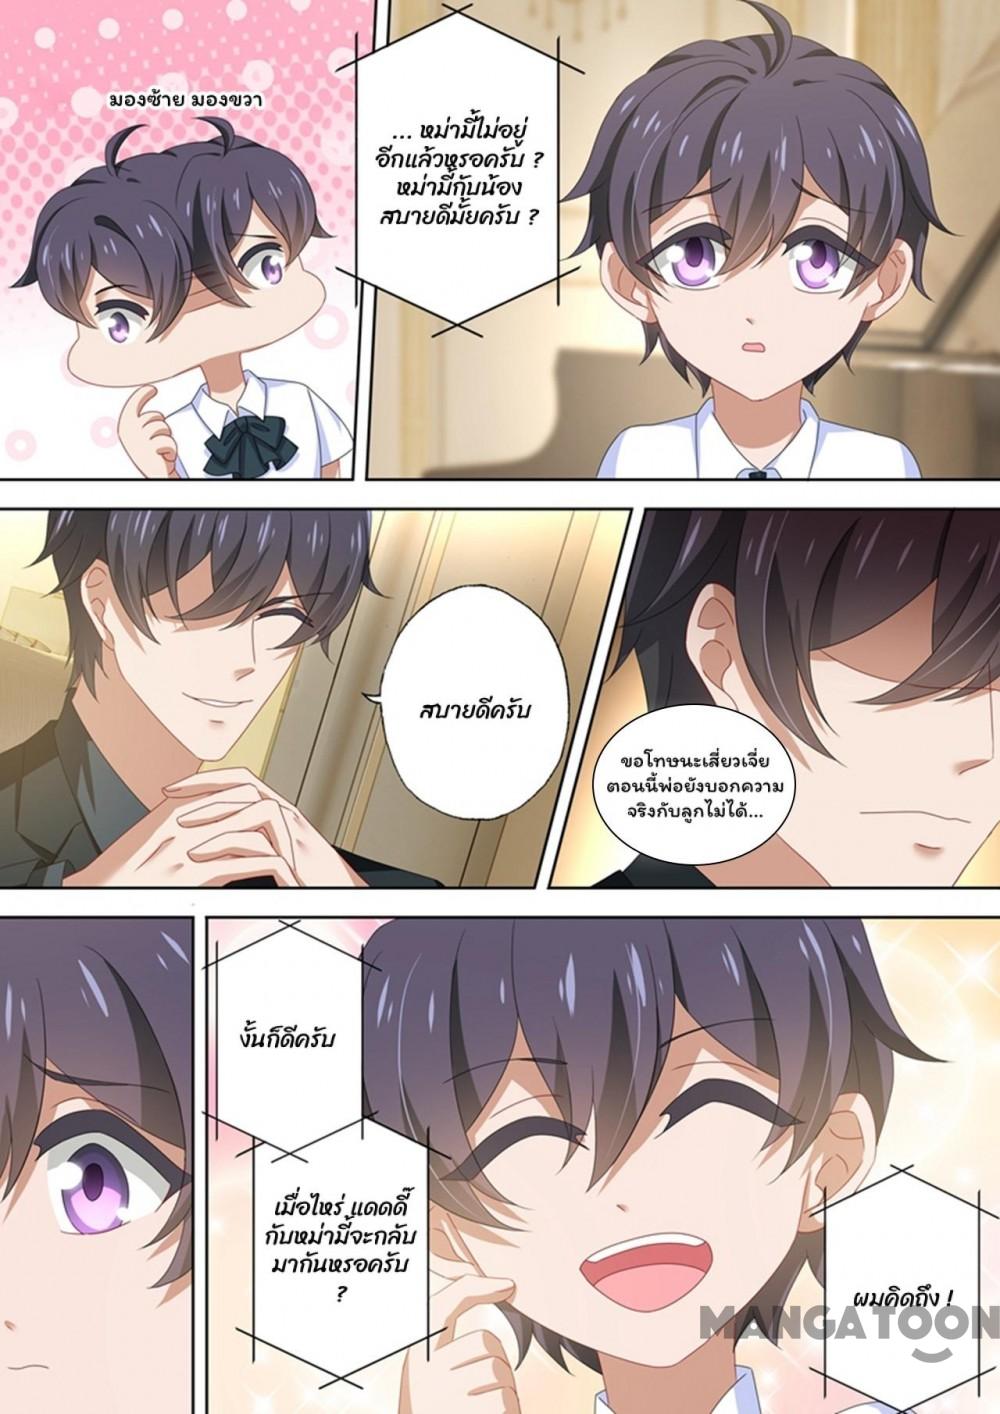 มองซ้าย มองขวา
... หม่ามี้ไม่อยู่
อีกแล้วหรอครับ ?
หม่ามี้กับน้อง
สบายดีมั้ยครับ ?
สบายดีครับ
ขอโทษนะเสี่ยวเจี่ย
ตอนนี้พ่อยังบอกความ
จริงกับลูกไม่ได้...
งั้นก็ดีครับ
เมื่อไหร่ แดดดี๊
กับหม่ามี้จะกลับ
มากันหรอครับ
?
ผมคิดถึง !
MANGATOON